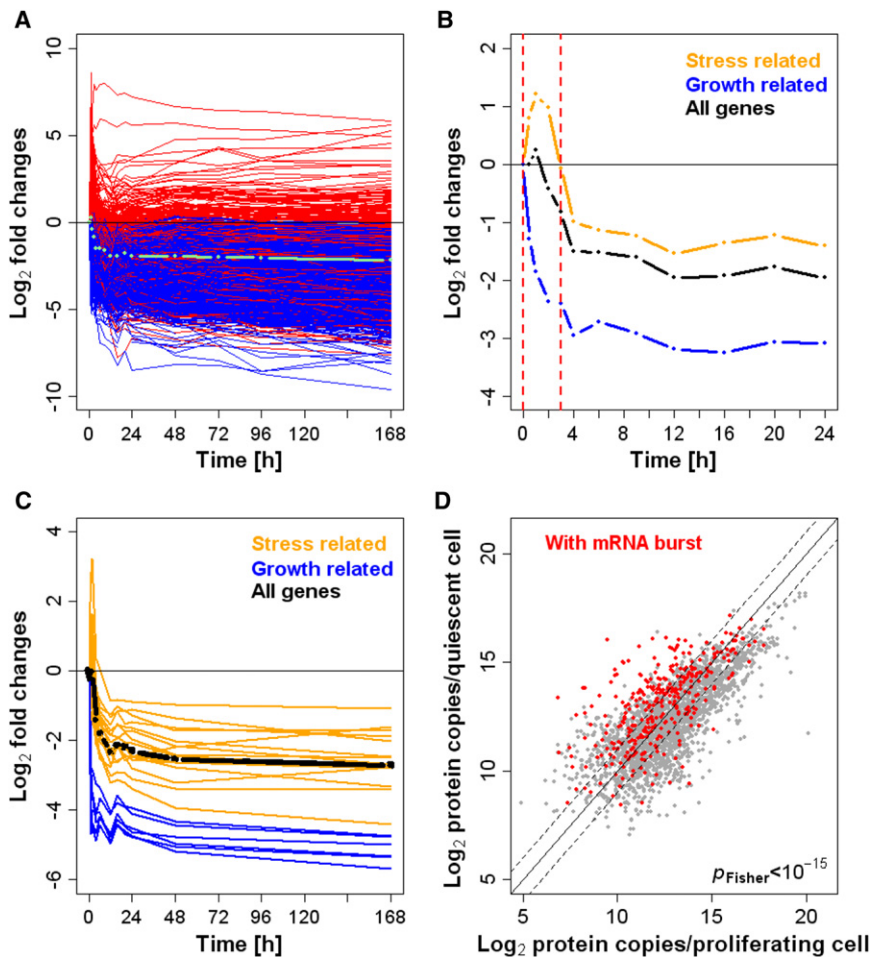 A
10
5
0
-5
-10
Log2 fold changes
0 24 48 72 96 120 168
Time [h]
B
Stress related
Growth related
All genes
2
1
0
-1
-2
-3
-4
Log2 fold changes
0 4 8 12 16 20 24
Time [h]
C
Stress related
Growth related
All genes
4
2
0
-2
-4
-6
Log2 fold changes
0 24 48 72 96 120 168
Time [h]
D
With mRNA burst
20
15
10
5
Log2 protein copies/quiescent cell
pFisher<10−15
5 10 15 20
Log2 protein copies/proliferating cell